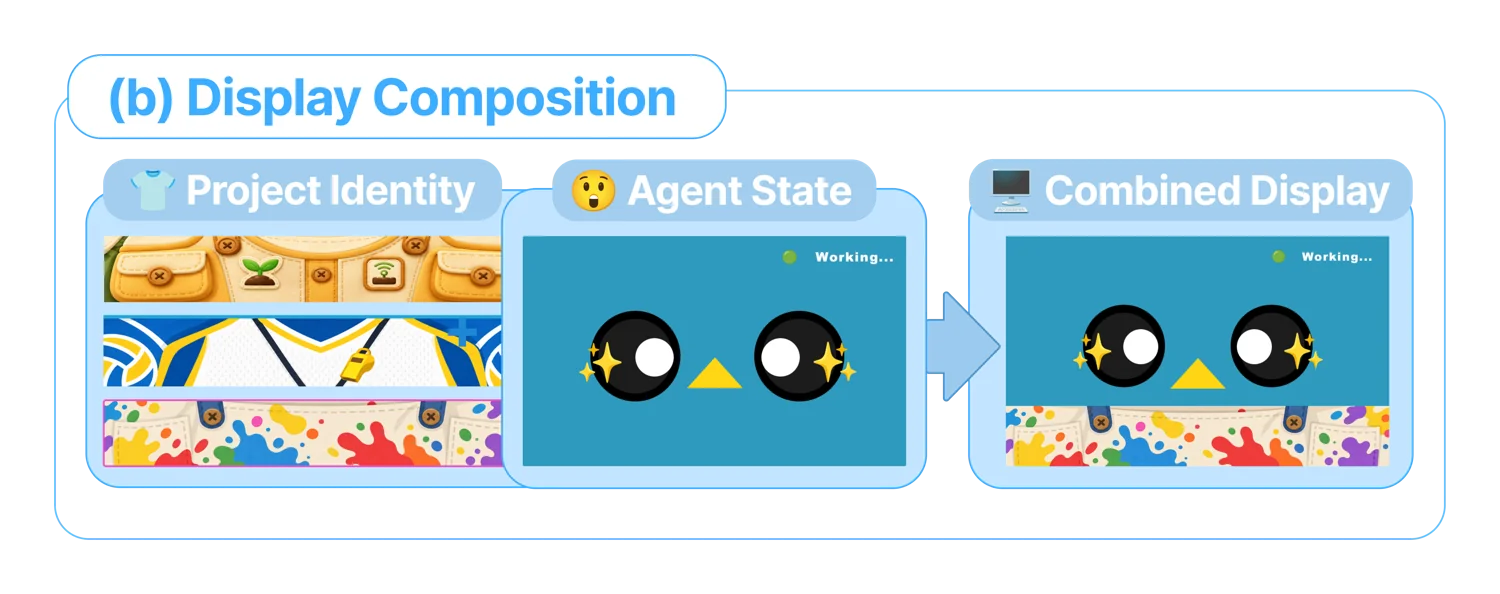 (b) Display Composition
Project Identity
Agent State
Combined Display
Working...
Working...